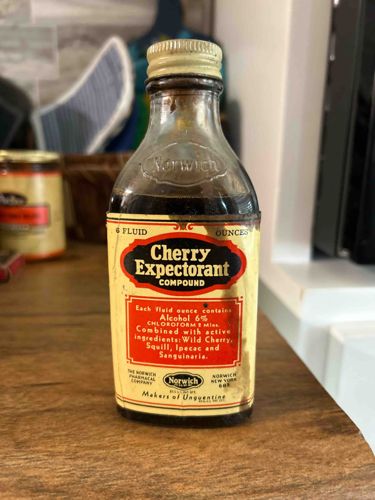 Norwich
6 FLUID OUNCES
Cherry
Expectorant
COMPOUND
Each fluid ounce contains
Alcohol 6%
CHLOROFORM 2 Mins.
Combined with active
ingredients: Wild Cherry,
Squill, Ipecac and
Sanguinaria.
THE NORWICH
PHARMACAL
COMPANY
Norwich
NORWICH
NEW YORK
Makers of Unguentine